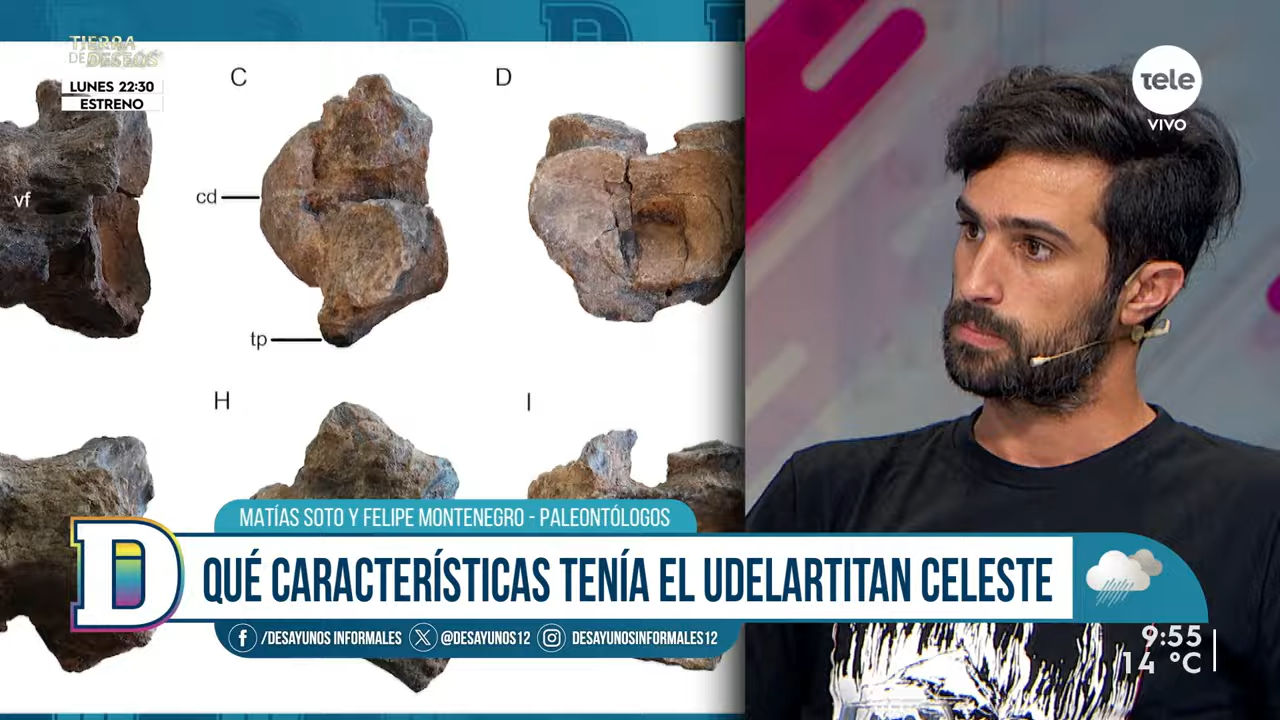 TIERRA
DE DESEOS
LUNES 22:30
ESTRENO
C
D
tele
VIVO
vf
cd
tp
H
I
MATÍAS SOTO Y FELIPE MONTENEGRO - PALEONTÓLOGOS
D
QUÉ CARACTERÍSTICAS TENÍA EL UDELARTITAN CELESTE
/DESAYUNOS INFORMALES
@DESAYUNOS12
DESAYUNOSINFORMALES12
9:55
14 °C